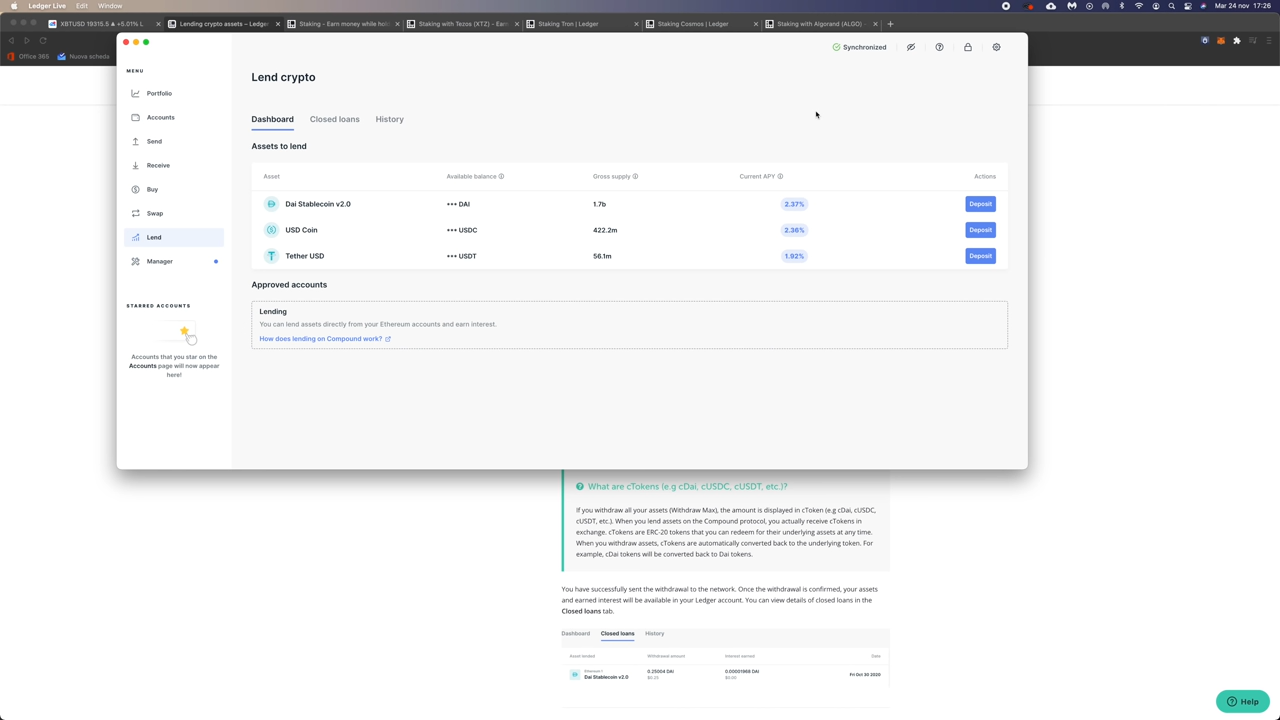 Ledger Live Edit Window
Mar 24 nov 17:26
XBTUSD 19315.5 ▲ +5.01% L
Lending crypto assets – Ledger
Staking - Earn money while hol
Staking with Tezos (XTZ) - Ear
Staking Tron | Ledger
Staking Cosmos | Ledger
Staking with Algorand (ALGO)
Office 365
Nuova scheda
Synchronized
MENU
Portfolio
Accounts
Send
Receive
Buy
Swap
Lend
Manager
STARRED ACCOUNTS
Accounts that you star on the
Accounts page will now appear
here!
Lend crypto
Dashboard Closed loans History
Assets to lend
Asset Available balance Gross supply Current APY Actions
Dai Stablecoin v2.0 *** DAI 1.7b 2.37% Deposit
USD Coin *** USDC 422.2m 2.36% Deposit
Tether USD *** USDT 56.1m 1.92% Deposit
Approved accounts
Lending
You can lend assets directly from your Ethereum accounts and earn interest.
How does lending on Compound work?
What are cTokens (e.g cDai, cUSDC, cUSDT, etc.)?
If you withdraw all your assets (Withdraw Max), the amount is displayed in cToken (e.g cDai, cUSDC,
cUSDT, etc.). When you lend assets on the Compound protocol, you actually receive cTokens in
exchange. cTokens are ERC-20 tokens that you can redeem for their underlying assets at any time.
When you withdraw assets, cTokens are automatically converted back to the underlying token. For
example, cDai tokens will be converted back to Dai tokens.
You have successfully sent the withdrawal to the network. Once the withdrawal is confirmed, your assets
and earned interest will be available in your Ledger account. You can view details of closed loans in the
Closed loans tab.
Dashboard Closed loans History
Asset lended Withdrawal amount Interest earned Date
Ethereum 1
Dai Stablecoin v2.0
0.25004 DAI
$0.25
0.00001968 DAI
$0.00
Fri Oct 30 2020
Help